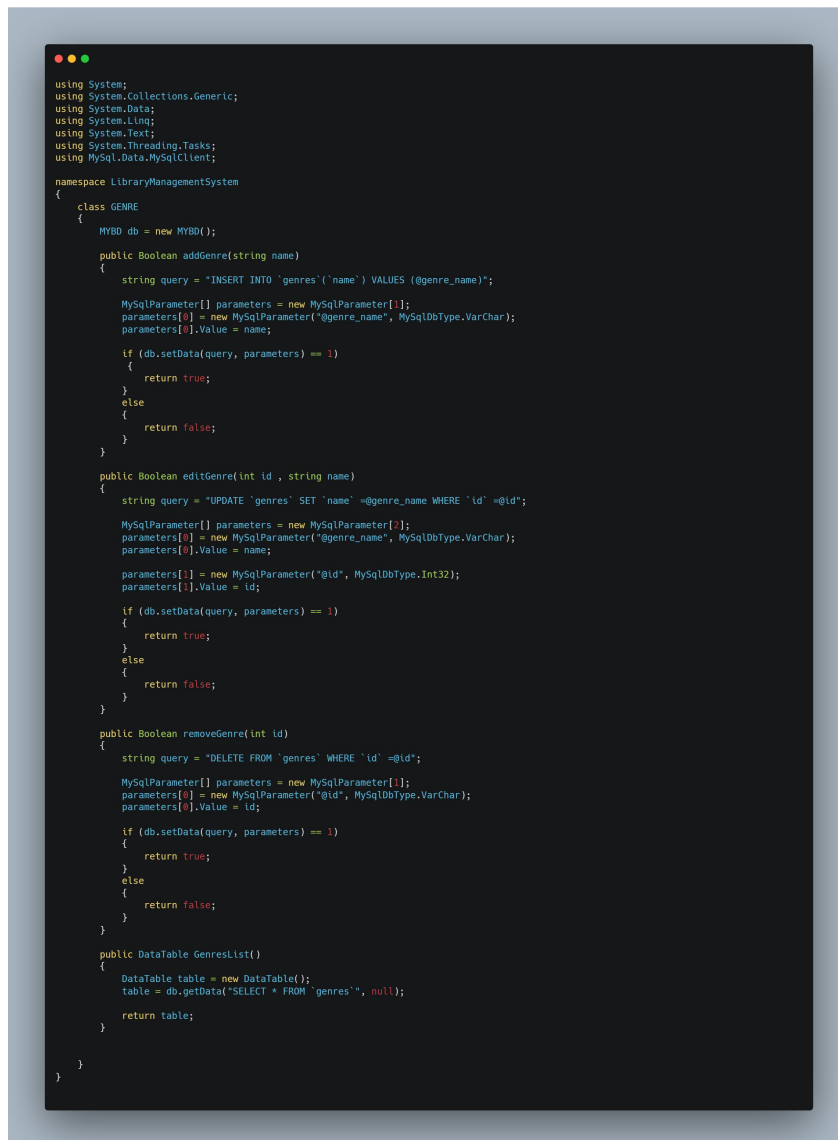 using System;
using System.Collections.Generic;
using System.Data;
using System.Linq;
using System.Text;
using System.Threading.Tasks;
using MySql.Data.MySqlClient;

namespace LibraryManagementSystem
{
    class GENRE
    {
        MYBD db = new MYBD();

        public Boolean addGenre(string name)
        {
            string query = "INSERT INTO `genres`(`name`) VALUES (@genre_name)";

            MySqlParameter[] parameters = new MySqlParameter[1];
            parameters[0] = new MySqlParameter("@genre_name", MySqlDbType.VarChar);
            parameters[0].Value = name;

            if (db.setData(query, parameters) == 1)
             {
                return true;
            }
            else
            {
                return false;
            }
        }

        public Boolean editGenre(int id , string name)
        {
            string query = "UPDATE `genres` SET `name` =@genre_name WHERE `id` =@id";

            MySqlParameter[] parameters = new MySqlParameter[2];
            parameters[0] = new MySqlParameter("@genre_name", MySqlDbType.VarChar);
            parameters[0].Value = name;

            parameters[1] = new MySqlParameter("@id", MySqlDbType.Int32);
            parameters[1].Value = id;

            if (db.setData(query, parameters) == 1)
            {
                return true;
            }
            else
            {
                return false;
            }
        }

        public Boolean removeGenre(int id)
        {
            string query = "DELETE FROM `genres` WHERE `id` =@id";

            MySqlParameter[] parameters = new MySqlParameter[1];
            parameters[0] = new MySqlParameter("@id", MySqlDbType.VarChar);
            parameters[0].Value = id;

            if (db.setData(query, parameters) == 1)
            {
                return true;
            }
            else
            {
                return false;
            }
        }

        public DataTable GenresList()
        {
            DataTable table = new DataTable();
            table = db.getData("SELECT * FROM `genres`", null);

            return table;
        }


    }
}